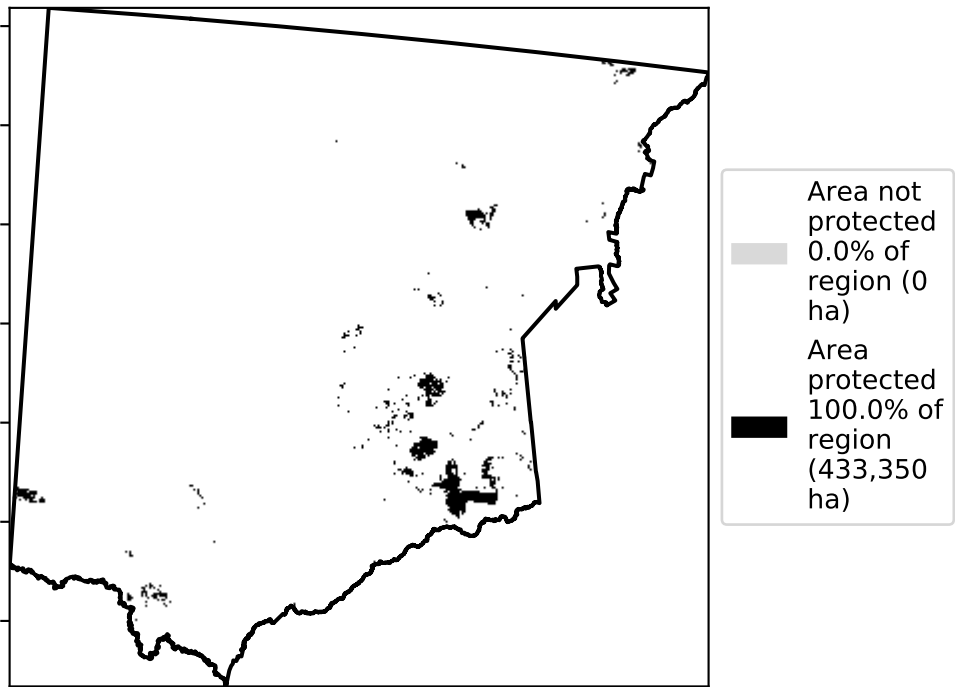 Area not
protected
0.0% of
region (0
ha)
Area
protected
100.0% of
region
(433,350
ha)